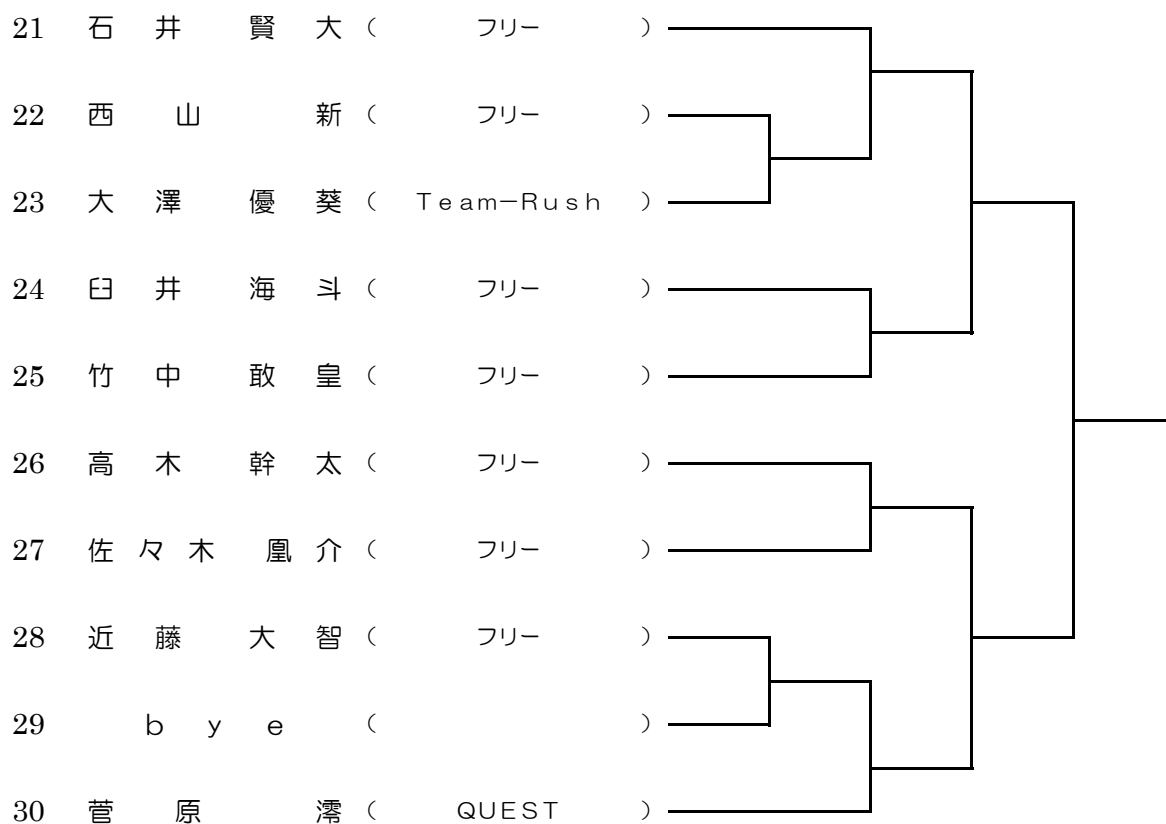 21 石井 賢大 ( フリー )
22 西山 新 ( フリー )
23 大澤 優葵 ( Team－Rush )
24 臼井 海斗 ( フリー )
25 竹中 敢皇 ( フリー )
26 高木 幹太 ( フリー )
27 佐々木 凰介 ( フリー )
28 近藤 大智 ( フリー )
29 bye ( )
30 菅原 澪 ( QUEST )